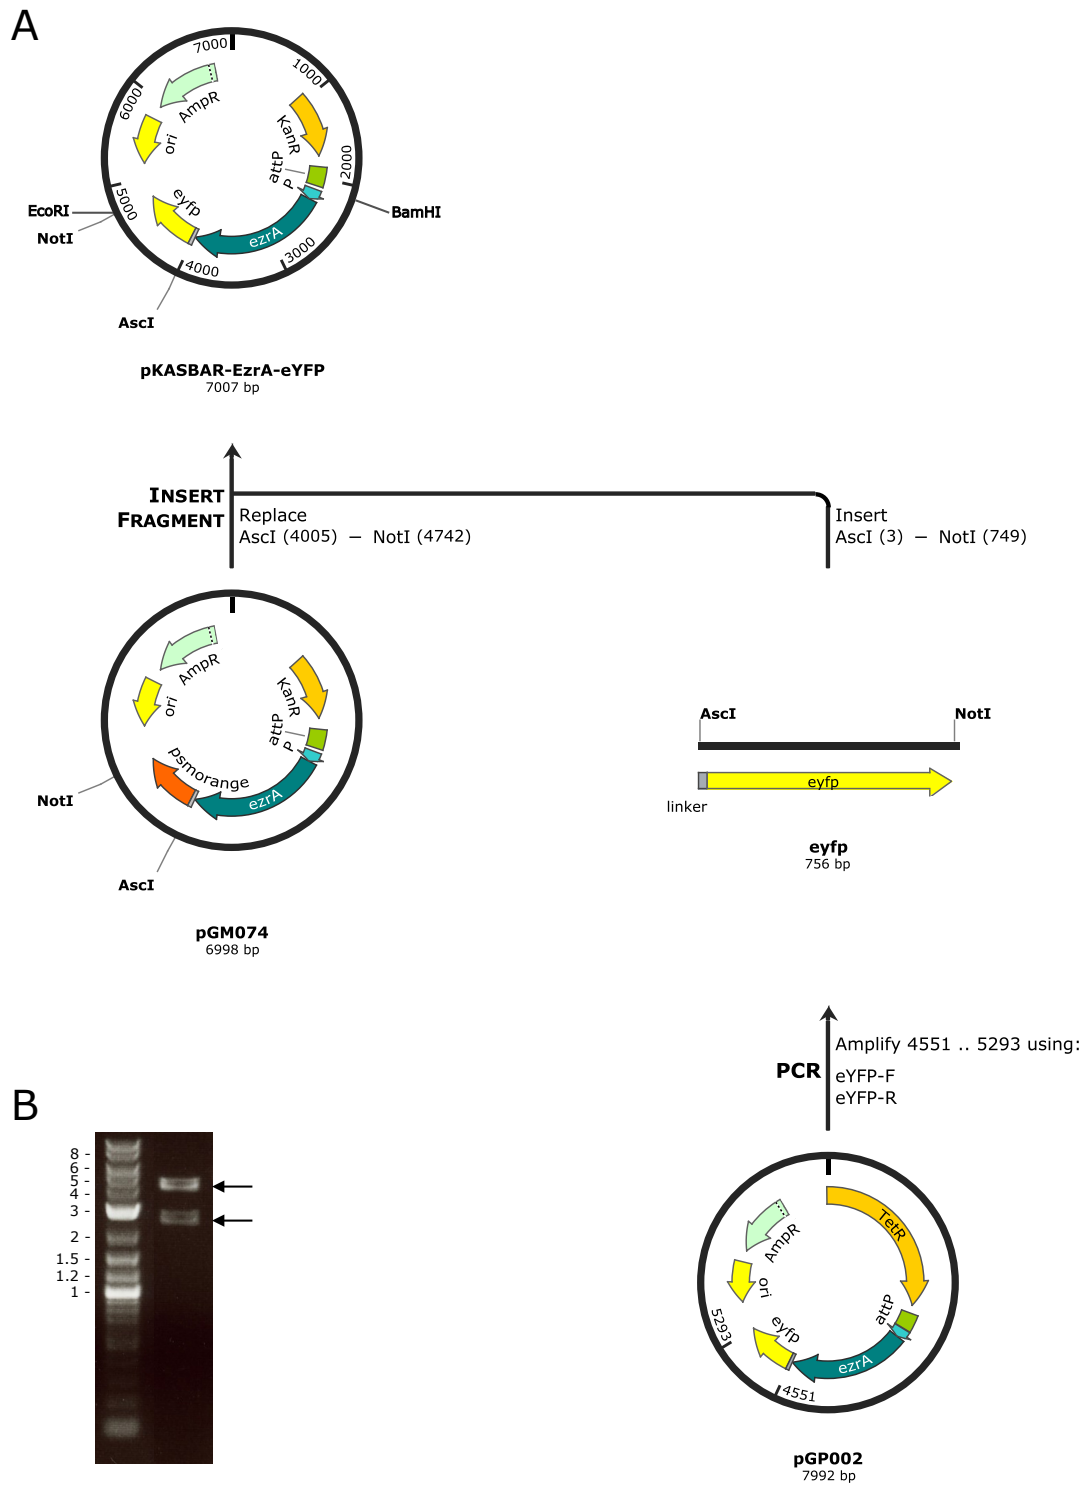 A
7000
1000
2000
3000
4000
5000
6000
AmpR
KanR
ori
attP
P
eyfp
ezrA
EcoRI
NotI
BamHI
AscI
pKASBAR-EzrA-eYFP
7007 bp
INSERT
FRAGMENT
Replace
AscI (4005) – NotI (4742)
Insert
AscI (3) – NotI (749)
AmpR
KanR
ori
attP
P
psmorange
ezrA
NotI
AscI
pGM074
6998 bp
AscI
NotI
eyfp
linker
eyfp
756 bp
PCR
Amplify 4551 .. 5293 using:
eYFP-F
eYFP-R
B
8 -
6 -
5 -
4 -
3 -
2 -
1.5 -
1.2 -
1 -
TetR
AmpR
ori
attP
eyfp
ezrA
5293
4551
pGP002
7992 bp